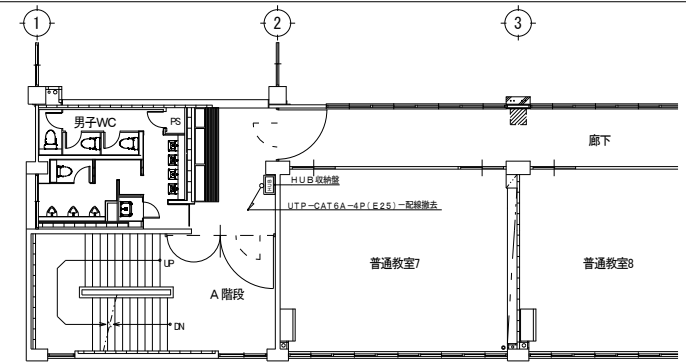 1
2
3
男子WC
PS
廊下
HUB収納盤
HUB
UTP-CAT6A-4P(E25)-配線撤去
普通教室7
普通教室8
UP
A階段
DN